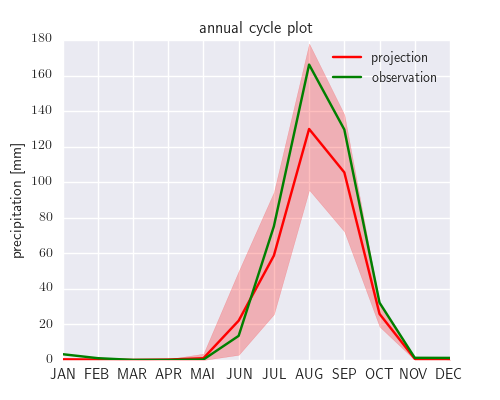 annual cycle plot
projection
observation
precipitation [mm]
180
160
140
120
100
80
60
40
20
0
JAN FEB MAR APR MAI JUN JUL AUG SEP OCT NOV DEC